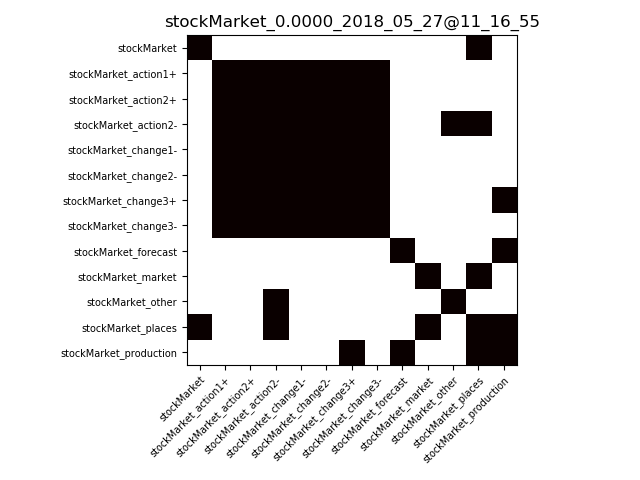 stockMarket_0.0000_2018_05_27@11_16_55
stockMarket
stockMarket_action1+
stockMarket_action2+
stockMarket_action2-
stockMarket_change1-
stockMarket_change2-
stockMarket_change3+
stockMarket_change3-
stockMarket_forecast
stockMarket_market
stockMarket_other
stockMarket_places
stockMarket_production
stockMarket
stockMarket_action1+
stockMarket_action2+
stockMarket_action2-
stockMarket_change1-
stockMarket_change2-
stockMarket_change3+
stockMarket_change3-
stockMarket_forecast
stockMarket_market
stockMarket_other
stockMarket_places
stockMarket_production